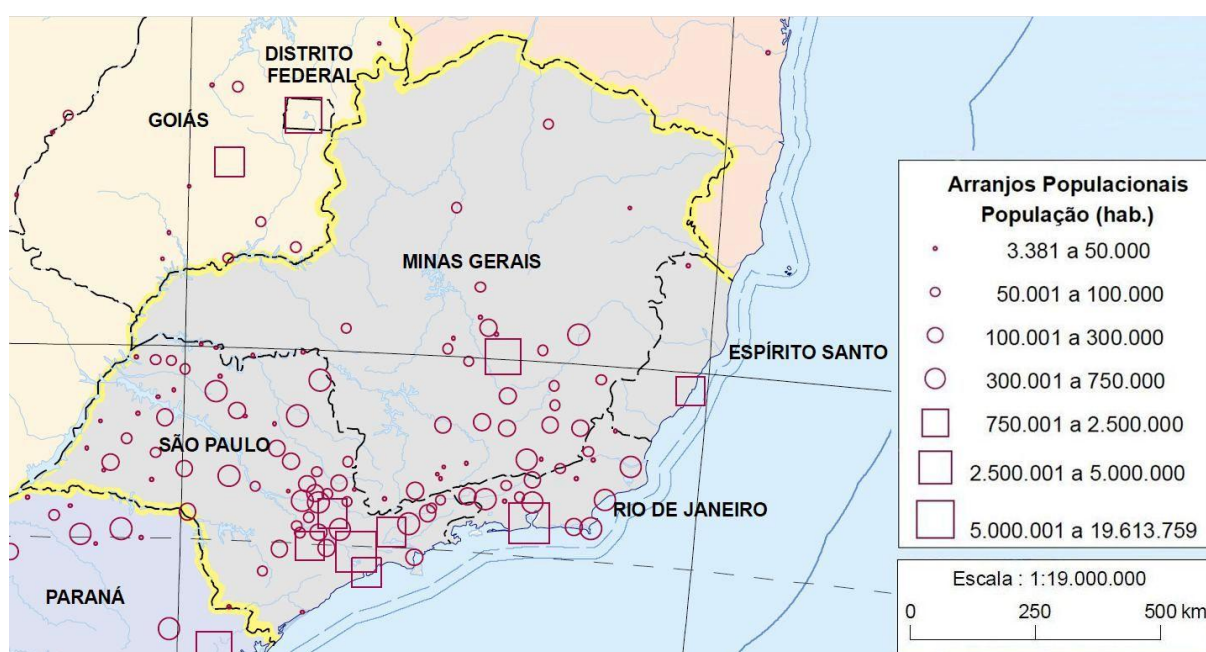 DISTRITO
FEDERAL
GOIÁS
MINAS GERAIS
ESPÍRITO SANTO
SÃO PAULO
RIO DE JANEIRO
PARANÁ
Arranjos Populacionais
População (hab.)
3.381 a 50.000
50.001 a 100.000
100.001 a 300.000
300.001 a 750.000
750.001 a 2.500.000
2.500.001 a 5.000.000
5.000.001 a 19.613.759
Escala : 1:19.000.000
0 250 500 km